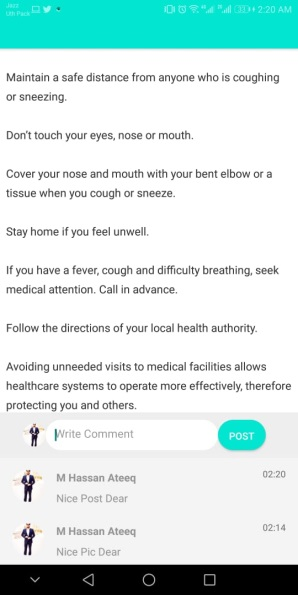 Jazz
Ufo Pack
2:20 AM
Maintain a safe distance from anyone who is coughing
or sneezing.
Don't touch your eyes, nose or mouth.
Cover your nose and mouth with your bent elbow or a
tissue when you cough or sneeze.
Stay home if you feel unwell.
If you have a fever, cough and difficulty breathing, seek
medical attention. Call in advance.
Follow the directions of your local health authority.
Avoiding unneeded visits to medical facilities allows
healthcare systems to operate more effectively, therefore
protecting you and others.
Write Comment
POST
M Hassan Ateeq
02:20
Nice Post Dear
M Hassan Ateeq
02:14
Nice Pic Dear